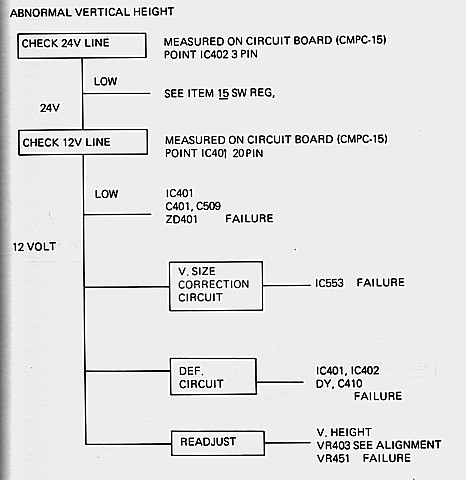 ABNORMAL VERTICAL HEIGHT
CHECK 24V LINE
MEASURED ON CIRCUIT BOARD (CMPC-15)
POINT IC402 3 PIN
LOW
SEE ITEM 15 SW REG,
24V
CHECK 12V LINE
MEASURED ON CIRCUIT BOARD (CMPC-15)
POINT IC401 20PIN
LOW
IC401
C401, C509
ZD401 FAILURE
12 VOLT
V. SIZE
CORRECTION
CIRCUIT
IC553 FAILURE
DEF.
CIRCUIT
IC401, IC402
DY, C410
FAILURE
READJUST
V. HEIGHT
VR403 SEE ALIGNMENT
VR451 FAILURE